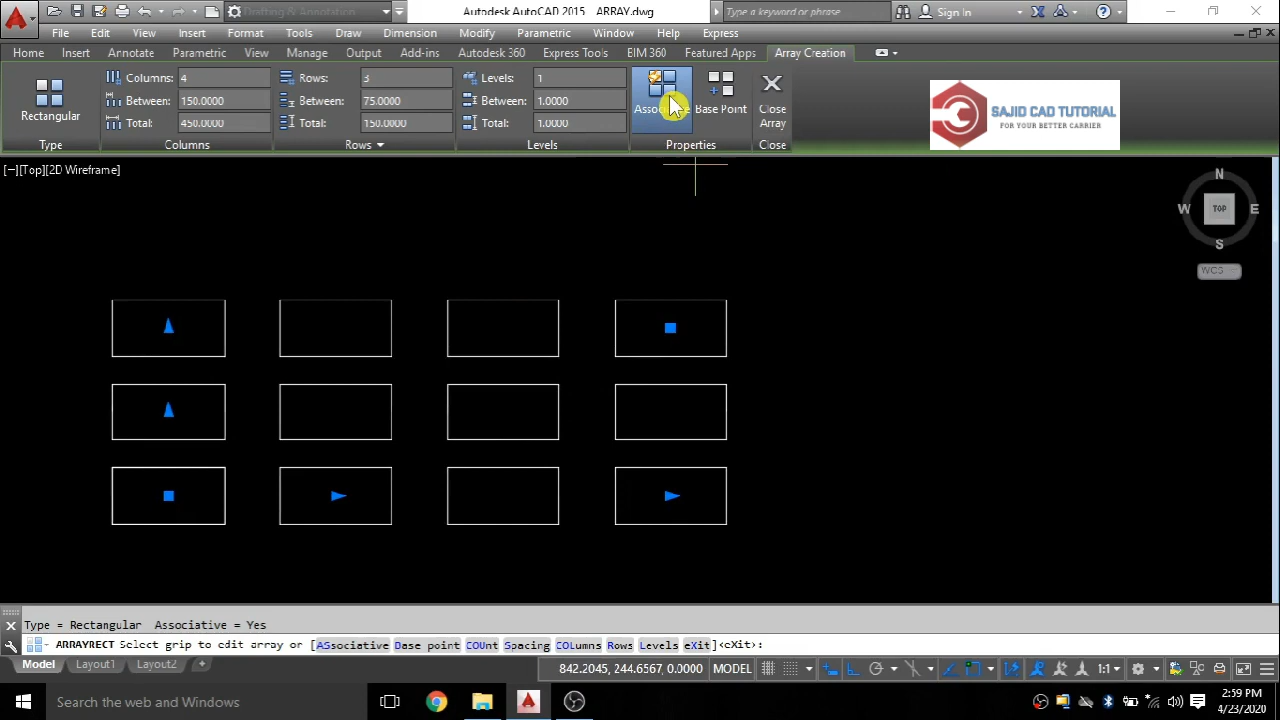 Drafting & Annotation
Autodesk AutoCAD 2015 ARRAY.dwg
Type a keyword or phrase
Sign In
File Edit View Insert Format Tools Draw Dimension Modify Parametric Window Help Express
Home Insert Annotate Parametric View Manage Output Add-ins Autodesk 360 Express Tools BIM 360 Featured Apps Array Creation
Columns: 4 Rows: 3 Levels: 1
Between: 150.0000 Between: 75.0000 Between: 1.0000
Total: 450.0000 Total: 150.0000 Total: 1.0000
Rectangular
Base Point
Close
Array
Type Columns Rows Levels Properties Close
SAJID CAD TUTORIAL
FOR YOUR BETTER CARRIER
[−][Top][2D Wireframe]
N
W TOP E
S
WCS
Type = Rectangular Associative = Yes
ARRAYRECT Select grip to edit array or [ASsociative Base point COUnt Spacing COLumns Rows Levels eXit]<eXit>:
Model Layout1 Layout2 +
842.2045, 244.6567, 0.0000 MODEL 1:1
Search the web and Windows
2:59 PM
4/23/2020